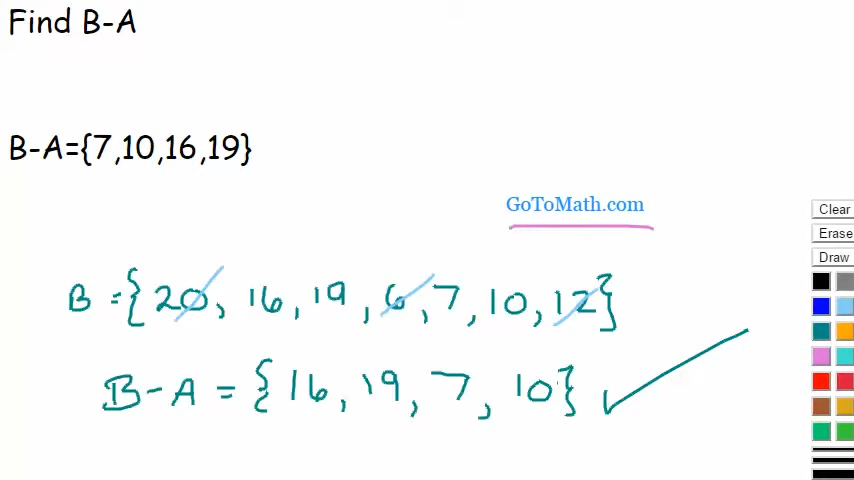 Find B-A
B-A={7,10,16,19}
GoToMath.com
Clear
Erase
Draw
B={20, 16, 19, 6, 7, 10, 12}
B-A = {16, 19, 7, 10}